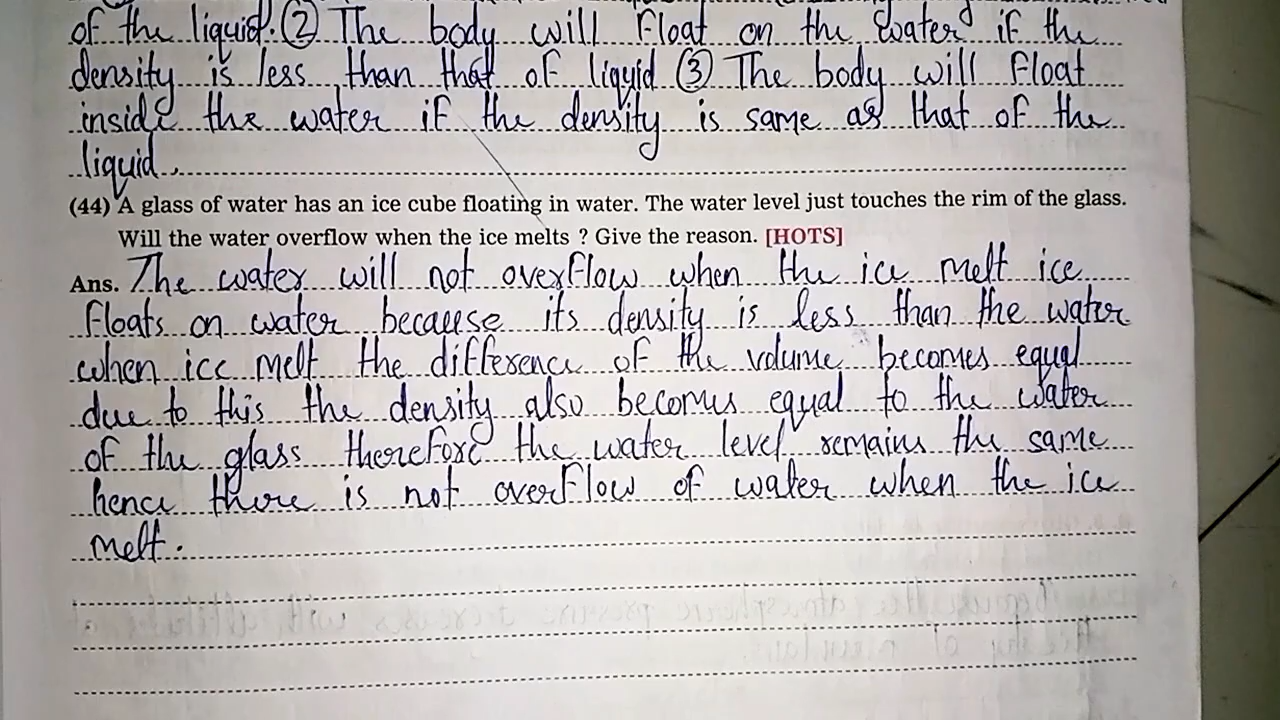 of the liquid. ② The body will float on the water if the
density is less than that of liquid ③ The body will float
inside the water if the density is same as that of the
liquid.
(44) A glass of water has an ice cube floating in water. The water level just touches the rim of the glass.
Will the water overflow when the ice melts ? Give the reason. [HOTS]
Ans. The water will not overflow when the ice melt ice
floats on water because its density is less than the water
when ice melt the difference of the volume becomes equal
due to this the density also becomes equal to the water
of the glass therefore the water level remains the same
hence there is not overflow of water when the ice
melt.